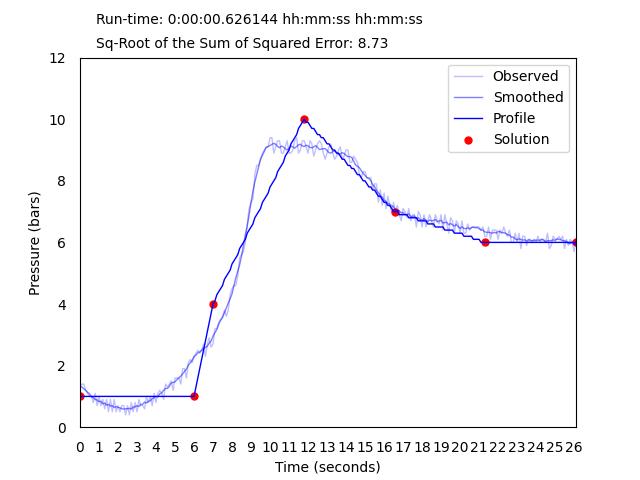 Run-time: 0:00:00.626144 hh:mm:ss hh:mm:ss
Sq-Root of the Sum of Squared Error: 8.73
12
10
8
6
4
2
0
Pressure (bars)
Observed
Smoothed
Profile
Solution
0 1 2 3 4 5 6 7 8 9 10 11 12 13 14 15 16 17 18 19 20 21 22 23 24 25 26
Time (seconds)